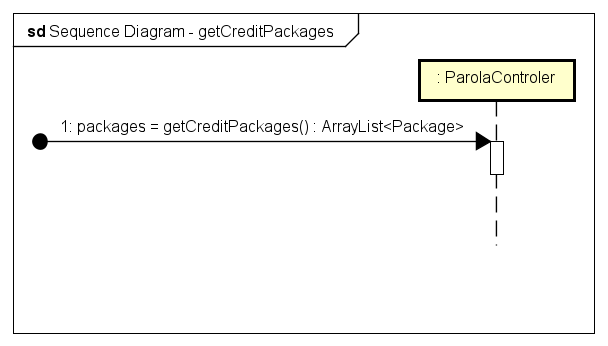 sd Sequence Diagram - getCreditPackages
: ParolaControler
1: packages = getCreditPackages() : ArrayList<Package>